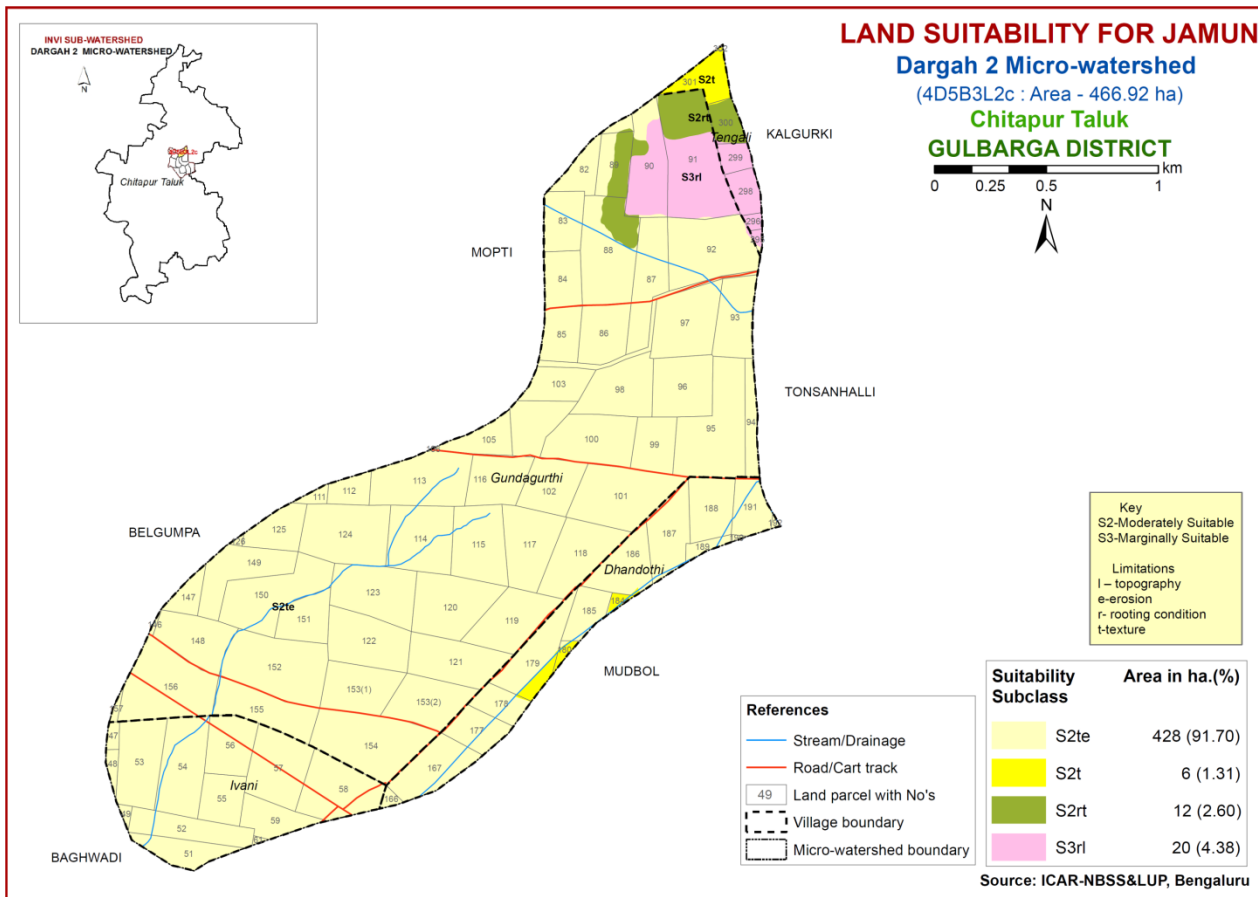 LAND SUITABILITY FOR JAMUN
Dargah 2 Micro-watershed
(4D5B3L2c : Area - 466.92 ha)
Chitapur Taluk
GULBARGA DISTRICT
km
0 0.25 0.5 1
N
INVI SUB-WATERSHED
DARGAH 2 MICRO-WATERSHED
N
Chitapur Taluk
301 S2t
S2rt 300
Tengali
KALGURKI
82 89 90 91 299
S3rl
298
296
83
MOPTI
88 92
84 87
93
97
85 86
103 98 96
TONSANHALLI
94
105 100 99 95
113 116 Gundagurthi
111 112 102 101
188 191
BELGUMPA
125 124 114 115 117 187
118 186 189
149 Dhandothi
150 123
147 S2te 120 184
151 119 185
146
148 122
180
152 121 179
MUDBOL
156 153(1) 153(2) 178
157 155
177
47 56 154
53 54 57 167
48 Ivani 58
55 166
49 59
52
BAGHWADI
51
Key
S2-Moderately Suitable
S3-Marginally Suitable
Limitations
l – topography
e-erosion
r- rooting condition
t-texture
References
Stream/Drainage
Road/Cart track
49 Land parcel with No's
Village boundary
Micro-watershed boundary
Suitability Subclass Area in ha.(%)
S2te 428 (91.70)
S2t 6 (1.31)
S2rt 12 (2.60)
S3rl 20 (4.38)
Source: ICAR-NBSS&LUP, Bengaluru